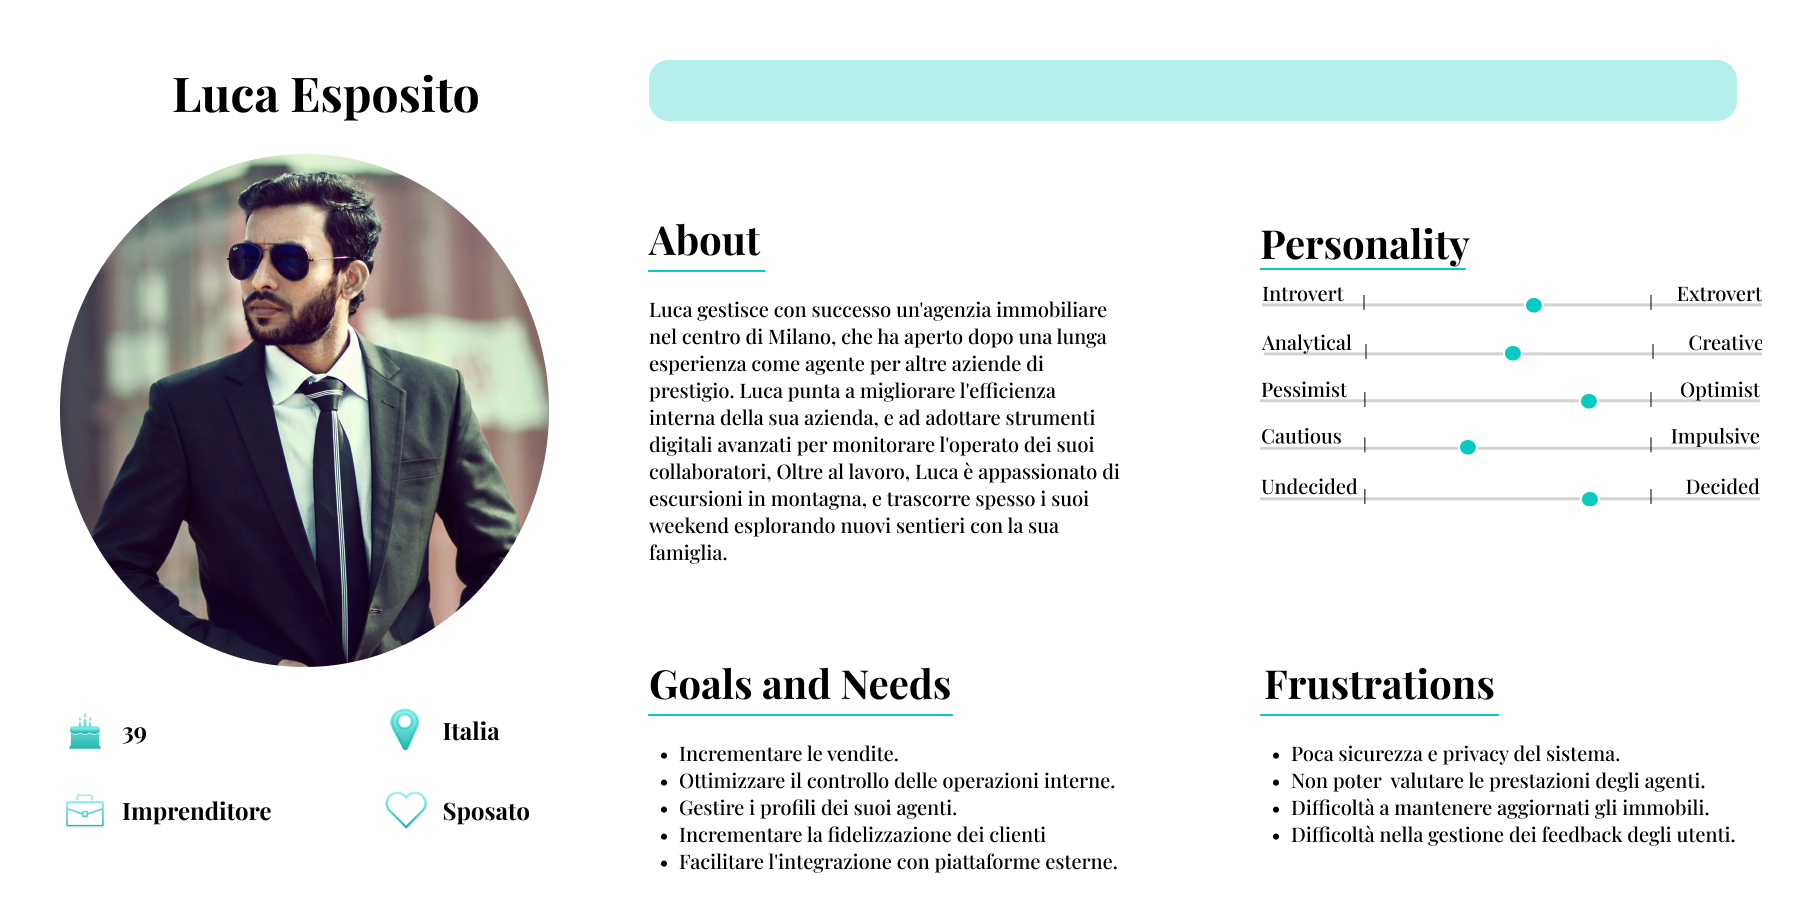 Luca Esposito
39
Italia
Imprenditore
Sposato
About
Luca gestisce con successo un'agenzia immobiliare
nel centro di Milano, che ha aperto dopo una lunga
esperienza come agente per altre aziende di
prestigio. Luca punta a migliorare l'efficienza
interna della sua azienda, e ad adottare strumenti
digitali avanzati per monitorare l'operato dei suoi
collaboratori, Oltre al lavoro, Luca è appassionato di
escursioni in montagna, e trascorre spesso i suoi
weekend esplorando nuovi sentieri con la sua
famiglia.
Personality
Introvert Extrovert
Analytical Creative
Pessimist Optimist
Cautious Impulsive
Undecided Decided
Goals and Needs
• Incrementare le vendite.
• Ottimizzare il controllo delle operazioni interne.
• Gestire i profili dei suoi agenti.
• Incrementare la fidelizzazione dei clienti
• Facilitare l'integrazione con piattaforme esterne.
Frustrations
• Poca sicurezza e privacy del sistema.
• Non poter  valutare le prestazioni degli agenti.
• Difficoltà a mantenere aggiornati gli immobili.
• Difficoltà nella gestione dei feedback degli utenti.